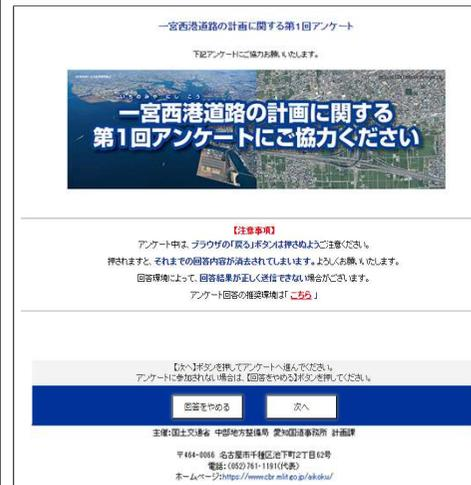 一宮西港道路の計画に関する第1回アンケート
下記アンケートにご協力お願いいたします。
いちのみや にし こう
一宮西港道路の計画に関する
第1回アンケートにご協力ください
【注意事項】
アンケート中は、ブラウザの「戻る」ボタンは押さぬようご注意ください。
押されますと、それまでの回答内容が消去されてしまいます。よろしくお願いいたします。
回答環境によって、回答結果が正しく送信できない場合がございます。
アンケート回答の推奨環境は「 こちら 」
【次へ】ボタンを押してアンケートへ進んでください。
アンケートに参加されない場合は、【回答をやめる】ボタンを押してください。
回答をやめる 次へ
主催:国土交通省 中部地方整備局 愛知国道事務所 計画課
〒464-0066 名古屋市千種区池下町2丁目62号
電話:(052)761-1191(代表)
ホームページ:https://www.cbr.mlit.go.jp/aikoku/